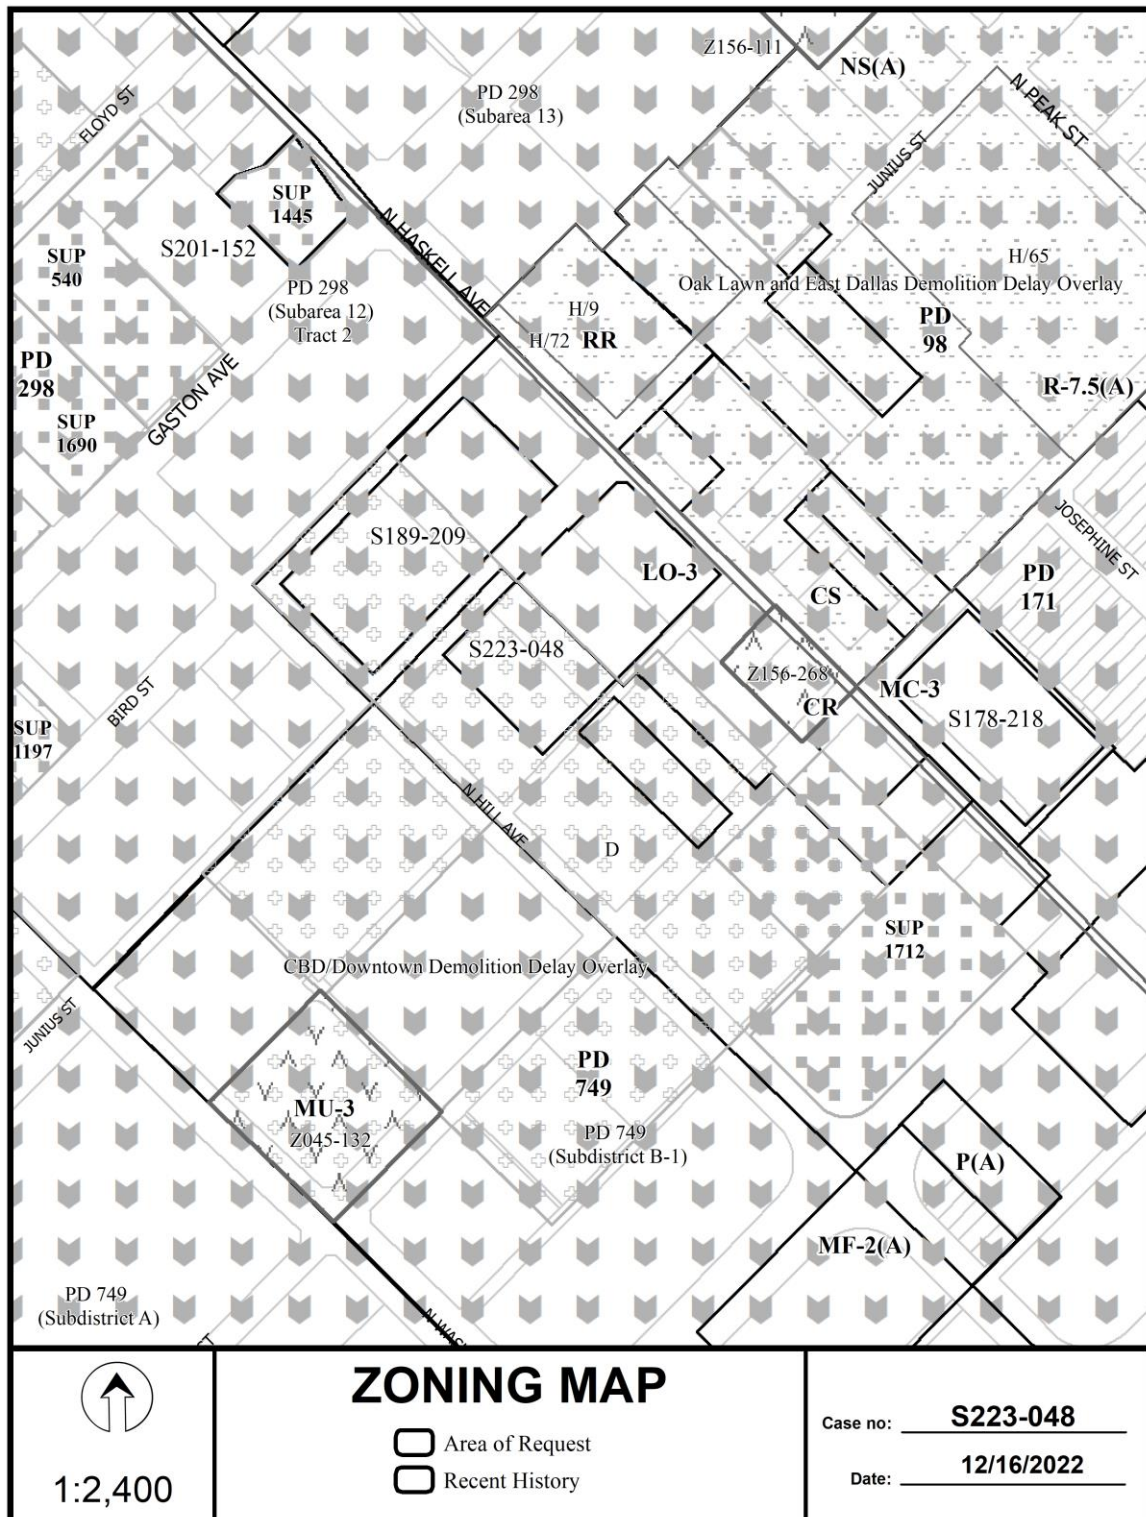 Z156-111
NS(A)
N PEAK ST
PD 298
(Subarea 13)
FLOYD ST
JUNIUS ST
SUP
1445
N HASKELL AVE
S201-152
SUP
540
H/65
Oak Lawn and East Dallas Demolition Delay Overlay
PD 298
(Subarea 12)
Tract 2
H/9
H/72
RR
PD
98
PD
298
GASTON AVE
R-7.5(A)
SUP
1690
S189-209
JOSEPHINE ST
LO-3
PD
171
CS
S223-048
Z156-268
CR
MC-3
S178-218
BIRD ST
SUP
1197
N HILL AVE
D
SUP
1712
CBD/Downtown Demolition Delay Overlay
JUNIUS ST
PD
749
MU-3
Z045-132
PD 749
(Subdistrict B-1)
P(A)
MF-2(A)
PD 749
(Subdistrict A)
ST
1:2,400
ZONING MAP
Area of Request
Recent History
Case no: S223-048
Date: 12/16/2022